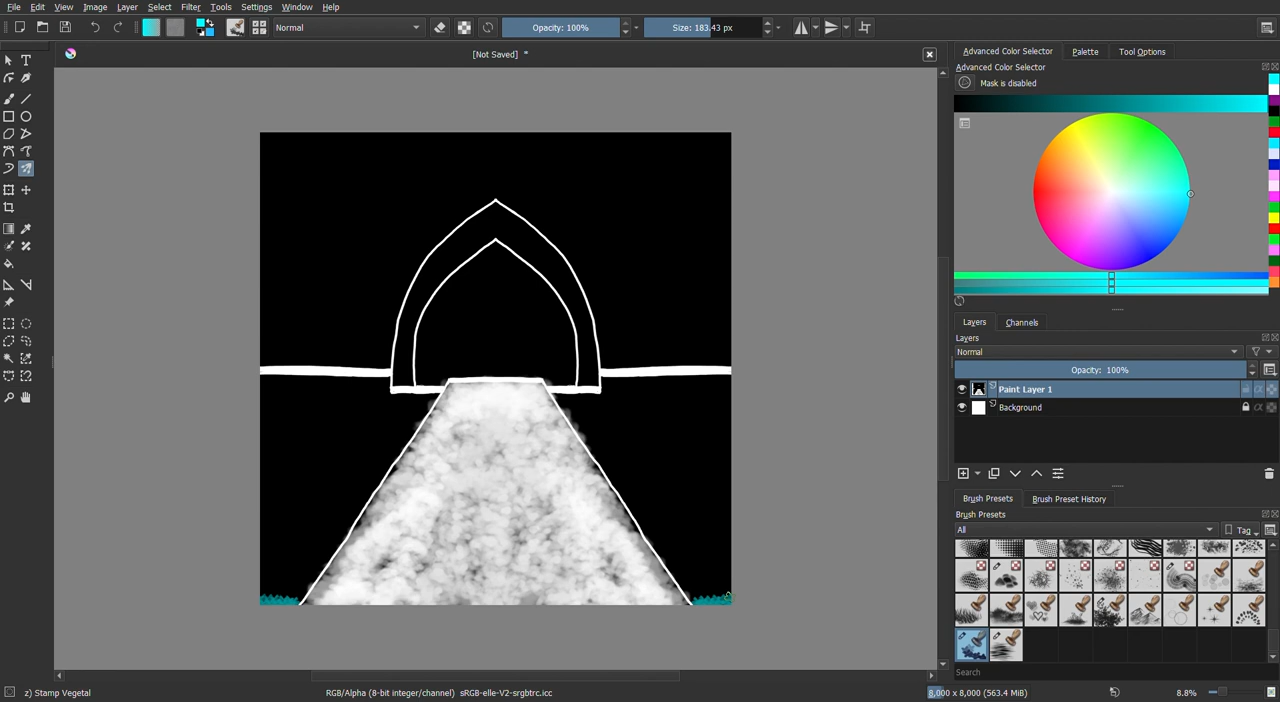 File Edit View Image Layer Select Filter Tools Settings Window Help
Normal Opacity: 100% Size: 183.43 px
[Not Saved] *
Advanced Color Selector Palette Tool Options
Advanced Color Selector
Mask is disabled
Layers Channels
Layers
Normal
Opacity: 100%
Paint Layer 1
Background
Brush Presets Brush Preset History
Brush Presets
All Tag
Search
z) Stamp Vegetal RGB/Alpha (8-bit integer/channel) sRGB-elle-V2-srgbtrc.icc 8,000 x 8,000 (563.4 MiB) 8.8%